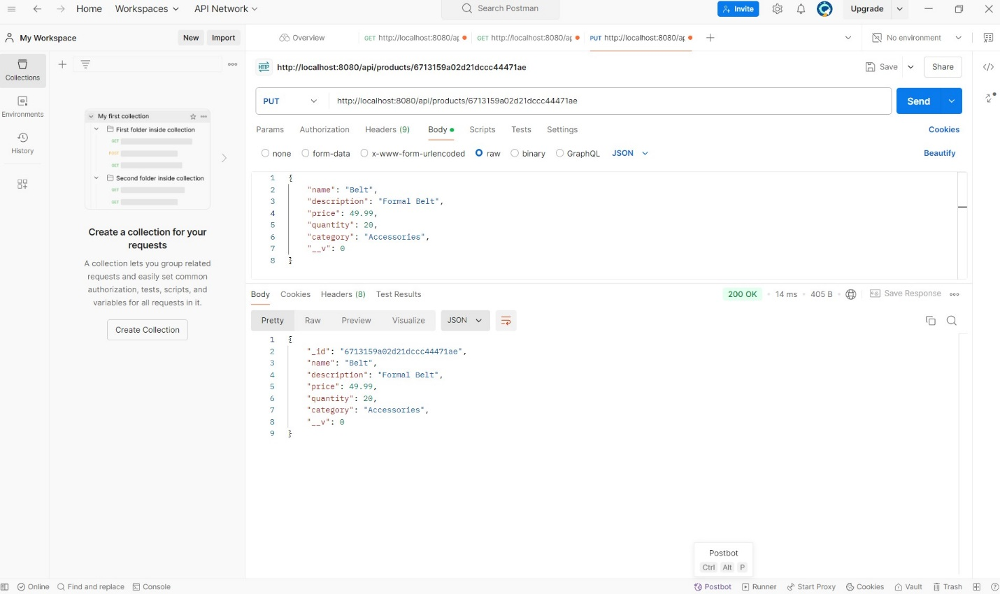 Home Workspaces API Network Search Postman Invite Upgrade
My Workspace New Import Overview GET http://localhost:8080/ap GET http://localhost:8080/ap PUT http://localhost:8080/ap No environment
Collections
Environments
History
My first collection
First folder inside collection
GET
POST
GET
Second folder inside collection
GET
GET
Create a collection for your
requests
A collection lets you group related
requests and easily set common
authorization, tests, scripts, and
variables for all requests in it.
Create Collection
HTTP http://localhost:8080/api/products/6713159a02d21dccc44471ae Save Share
PUT http://localhost:8080/api/products/6713159a02d21dccc44471ae Send
Params Authorization Headers (9) Body Scripts Tests Settings Cookies
none form-data x-www-form-urlencoded raw binary GraphQL JSON Beautify
1 {
2 "name": "Belt",
3 "description": "Formal Belt",
4 "price": 49.99,
5 "quantity": 20,
6 "category": "Accessories",
7 "__v": 0
8 }
Body Cookies Headers (8) Test Results 200 OK 14 ms 405 B Save Response
Pretty Raw Preview Visualize JSON
1 {
2 "_id": "6713159a02d21dccc44471ae",
3 "name": "Belt",
4 "description": "Formal Belt",
5 "price": 49.99,
6 "quantity": 20,
7 "category": "Accessories",
8 "__v": 0
9 }
Postbot
Ctrl Alt P
Online Find and replace Console Postbot Runner Start Proxy Cookies Vault Trash